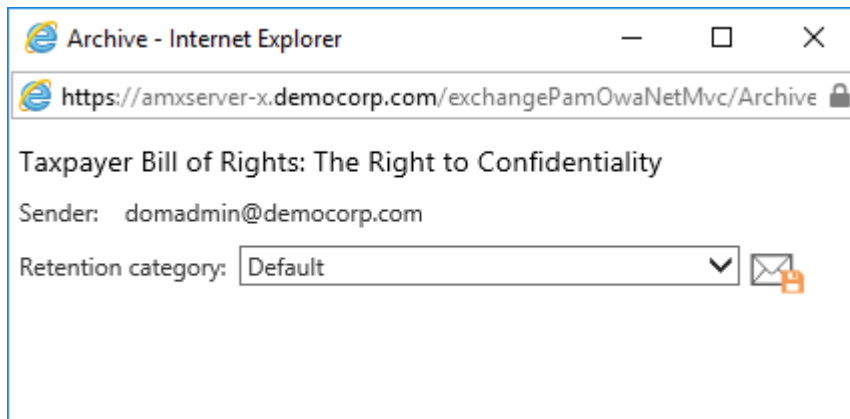 Archive - Internet Explorer
https://amxserver-x.democorp.com/exchangePamOwaNetMvc/Archive
Taxpayer Bill of Rights: The Right to Confidentiality
Sender: domadmin@democorp.com
Retention category: Default